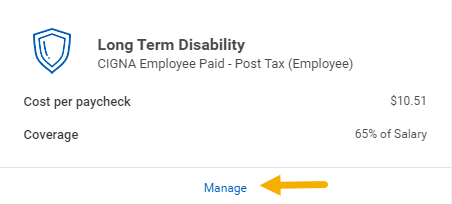 Long Term Disability
CIGNA Employee Paid - Post Tax (Employee)
Cost per paycheck $10.51
Coverage 65% of Salary
Manage